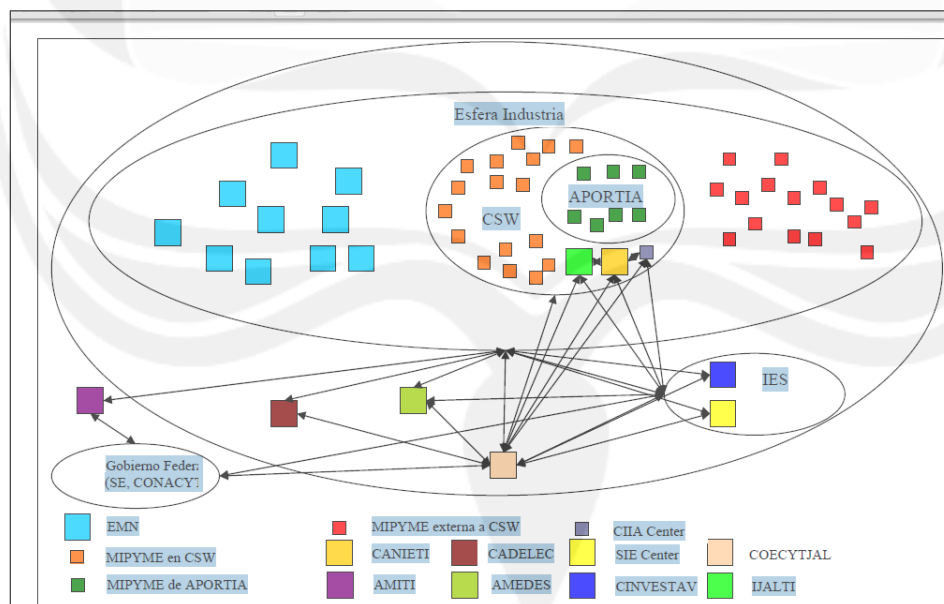 Esfera Industria
APORTIA
CSW
IES
Gobierno Federa
(SE, CONACYT
EMN
MIPYME externa a CSW
CIIA Center
MIPYME en CSW
CANIETI
CADELEC
SIE Center
COECYTJAL
MIPYME de APORTIA
AMITI
AMEDES
CINVESTAV
IJALTI